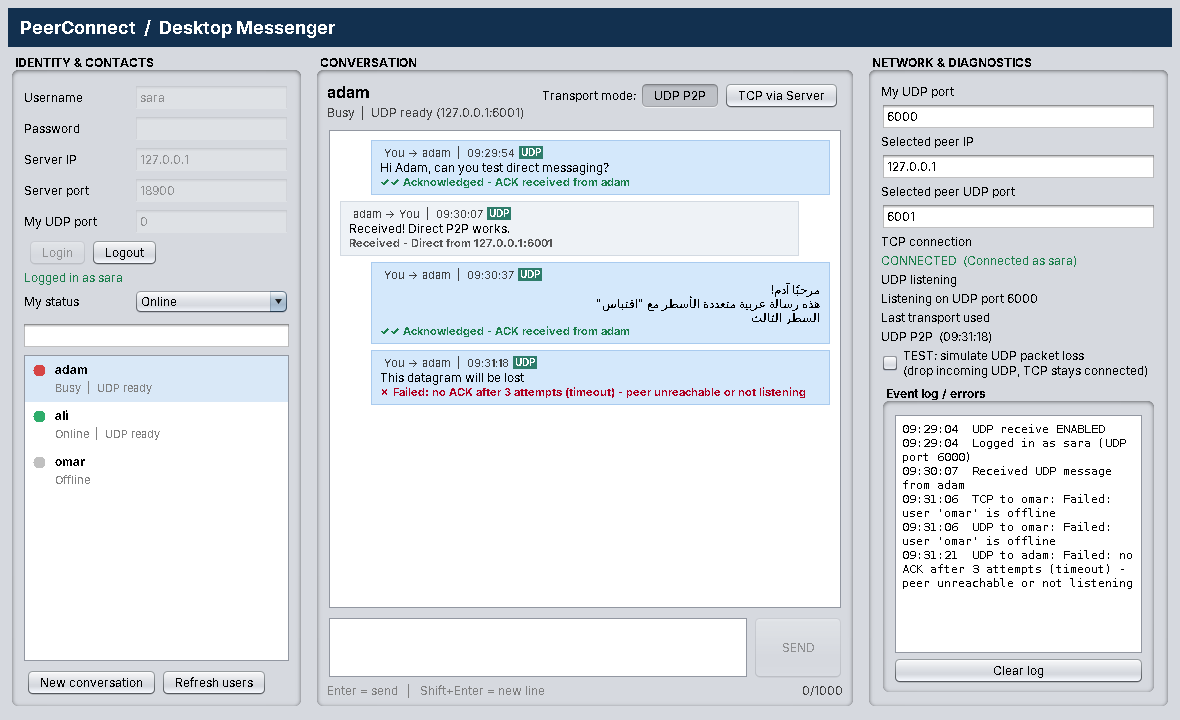 PeerConnect / Desktop Messenger
IDENTITY & CONTACTS
Username
sara
Password
Server IP
127.0.0.1
Server port
18900
My UDP port
0
Login
Logout
Logged in as sara
My status
Online
adam
Busy | UDP ready
ali
Online | UDP ready
omar
Offline
New conversation
Refresh users
CONVERSATION
adam
Busy | UDP ready (127.0.0.1:6001)
Transport mode:
UDP P2P
TCP via Server
You → adam | 09:29:54 UDP
Hi Adam, can you test direct messaging?
✓✓ Acknowledged - ACK received from adam
adam → You | 09:30:07 UDP
Received! Direct P2P works.
Received - Direct from 127.0.0.1:6001
You → adam | 09:30:37 UDP
مرحبًا آدم!
هذه رسالة عربية متعددة الأسطر مع "اقتباس"
السطر الثالث
✓✓ Acknowledged - ACK received from adam
You → adam | 09:31:18 UDP
This datagram will be lost
× Failed: no ACK after 3 attempts (timeout) - peer unreachable or not listening
SEND
Enter = send | Shift+Enter = new line
0/1000
NETWORK & DIAGNOSTICS
My UDP port
6000
Selected peer IP
127.0.0.1
Selected peer UDP port
6001
TCP connection
CONNECTED (Connected as sara)
UDP listening
Listening on UDP port 6000
Last transport used
UDP P2P (09:31:18)
TEST: simulate UDP packet loss
(drop incoming UDP, TCP stays connected)
Event log / errors
09:29:04 UDP receive ENABLED
09:29:04 Logged in as sara (UDP
port 6000)
09:30:07 Received UDP message
from adam
09:31:06 TCP to omar: Failed:
user 'omar' is offline
09:31:06 UDP to omar: Failed:
user 'omar' is offline
09:31:21 UDP to adam: Failed: no
ACK after 3 attempts (timeout) -
peer unreachable or not listening
Clear log